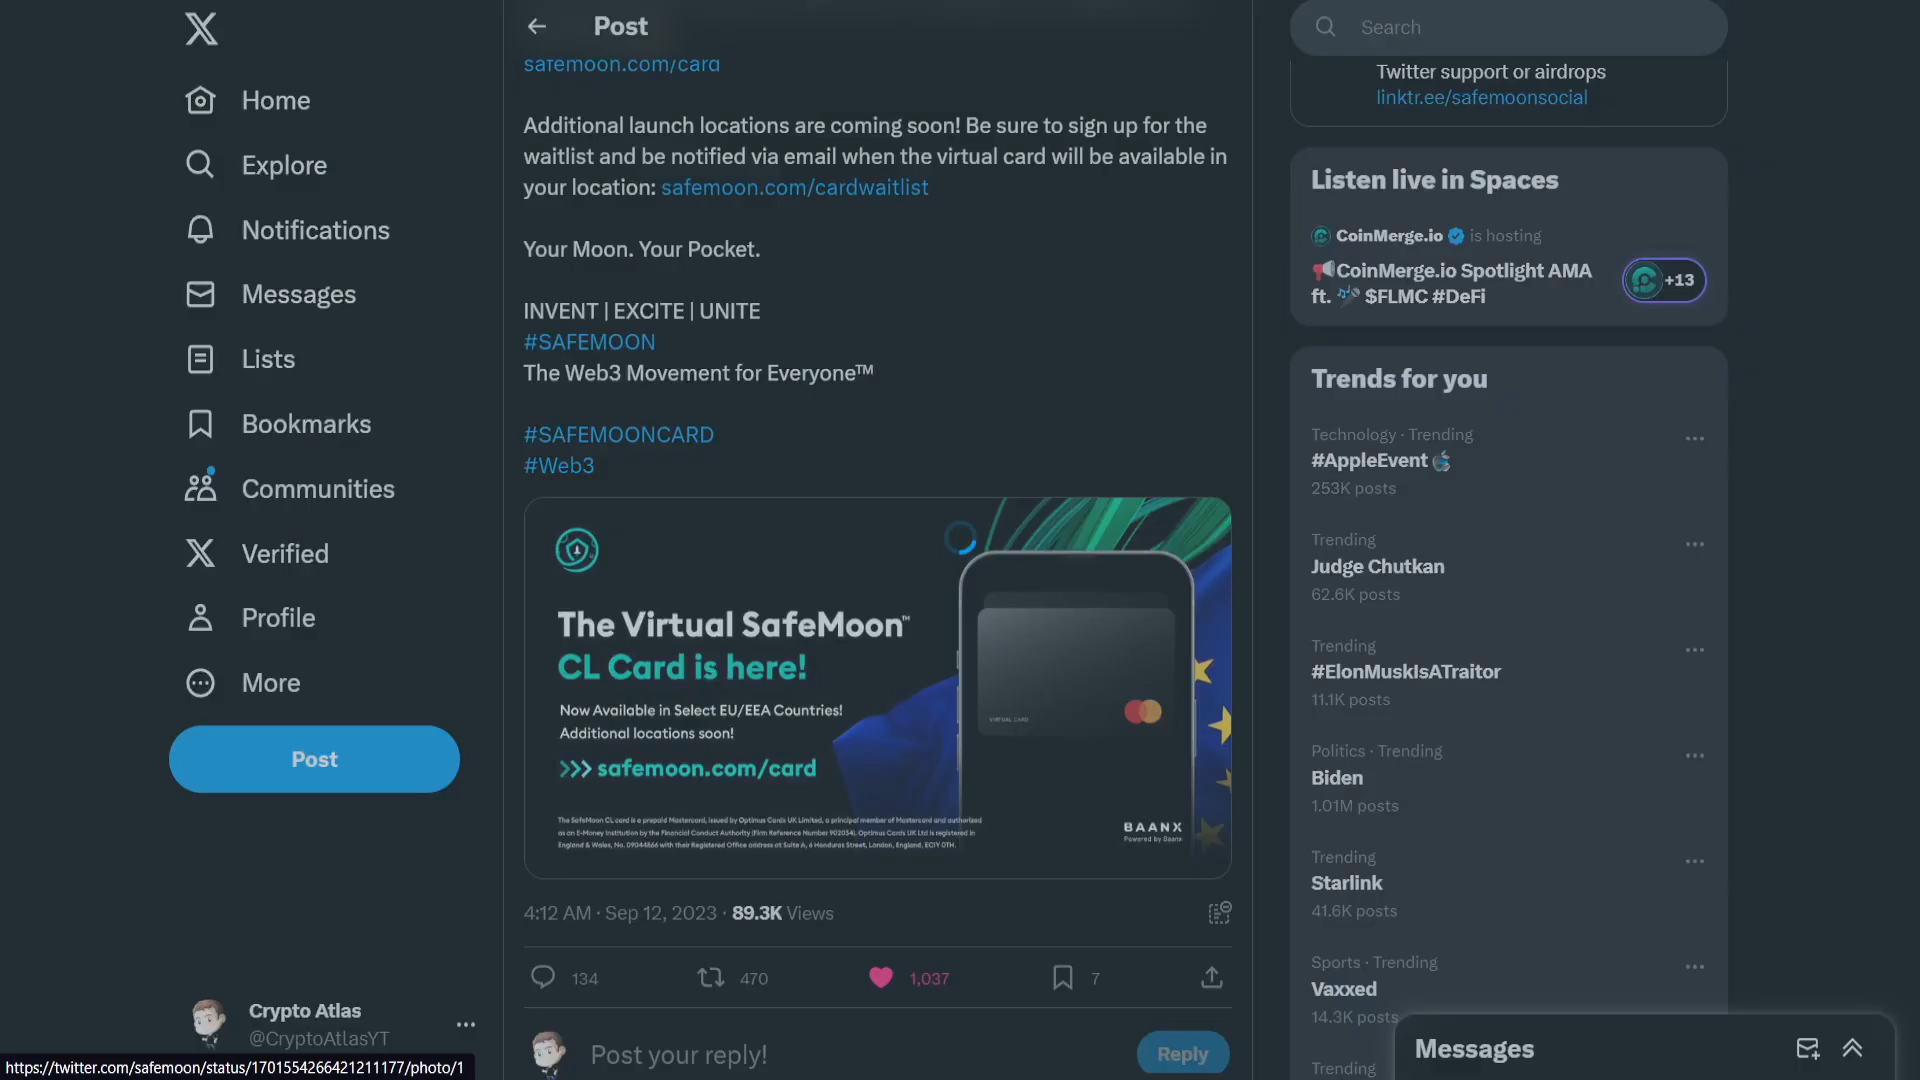 Home
Explore
Notifications
Messages
Lists
Bookmarks
Communities
Verified
Profile
More
Post
Crypto Atlas
@CryptoAtlasYT
https://twitter.com/safemoon/status/1701554266421211177/photo/1
Post
safemoon.com/card
Additional launch locations are coming soon! Be sure to sign up for the
waitlist and be notified via email when the virtual card will be available in
your location: safemoon.com/cardwaitlist
Your Moon. Your Pocket.
INVENT | EXCITE | UNITE
#SAFEMOON
The Web3 Movement for Everyone™
#SAFEMOONCARD
#Web3
The Virtual SafeMoon™
CL Card is here!
Now Available in Select EU/EEA Countries!
Additional locations soon!
>>> safemoon.com/card
The SafeMoon CL card is a prepaid Mastercard, issued by Optimus Cards UK Limited, a principal member of Mastercard and authorized
as an E-Money Institution by the Financial Conduct Authority (Firm Reference Number 902034). Optimus Cards UK Ltd is registered in
England & Wales, No. 09044866 with their Registered Office address at Suite A, 6 Honduras Street, London, England, EC1Y 0TH.
VIRTUAL CARD
BAANX
Powered by Baanx
4:12 AM · Sep 12, 2023 · 89.3K Views
134
470
1,037
7
Post your reply!
Reply
Search
Twitter support or airdrops
linktr.ee/safemoonsocial
Listen live in Spaces
CoinMerge.io is hosting
CoinMerge.io Spotlight AMA
ft. $FLMC #DeFi
+13
Trends for you
Technology · Trending
#AppleEvent
253K posts
Trending
Judge Chutkan
62.6K posts
Trending
#ElonMuskIsATraitor
11.1K posts
Politics · Trending
Biden
1.01M posts
Trending
Starlink
41.6K posts
Sports · Trending
Vaxxed
14.3K posts
Trending
Messages